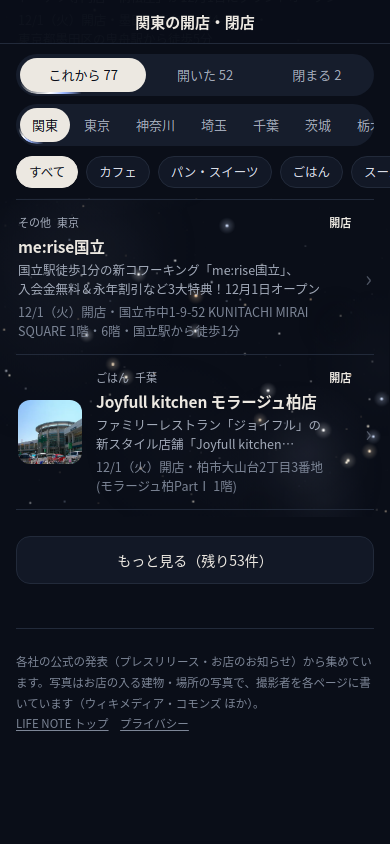 関東の開店・閉店
これから 77
開いた 52
閉まる 2
関東
東京
神奈川
埼玉
千葉
茨城
すべて
カフェ
パン・スイーツ
ごはん
その他 東京
開店
me:rise国立
国立駅徒歩1分の新コワーキング「me:rise国立」、
入会金無料＆永年割引など3大特典！12月1日オープン
12/1（火）開店・国立市中1-9-52 KUNITACHI MIRAI
SQUARE 1階・6階・国立駅から徒歩1分
ごはん 千葉
開店
Joyfull kitchen モラージュ柏店
ファミリーレストラン「ジョイフル」の
新スタイル店舗「Joyfull kitchen…
12/1（火）開店・柏市大山台2丁目3番地
(モラージュ柏PartⅠ 1階)
もっと見る（残り53件）
各社の公式の発表（プレスリリース・お店のお知らせ）から集めてい
ます。写真はお店の入る建物・場所の写真で、撮影者を各ページに書
いています（ウィキメディア・コモンズ ほか）。
LIFE NOTE トップ プライバシー